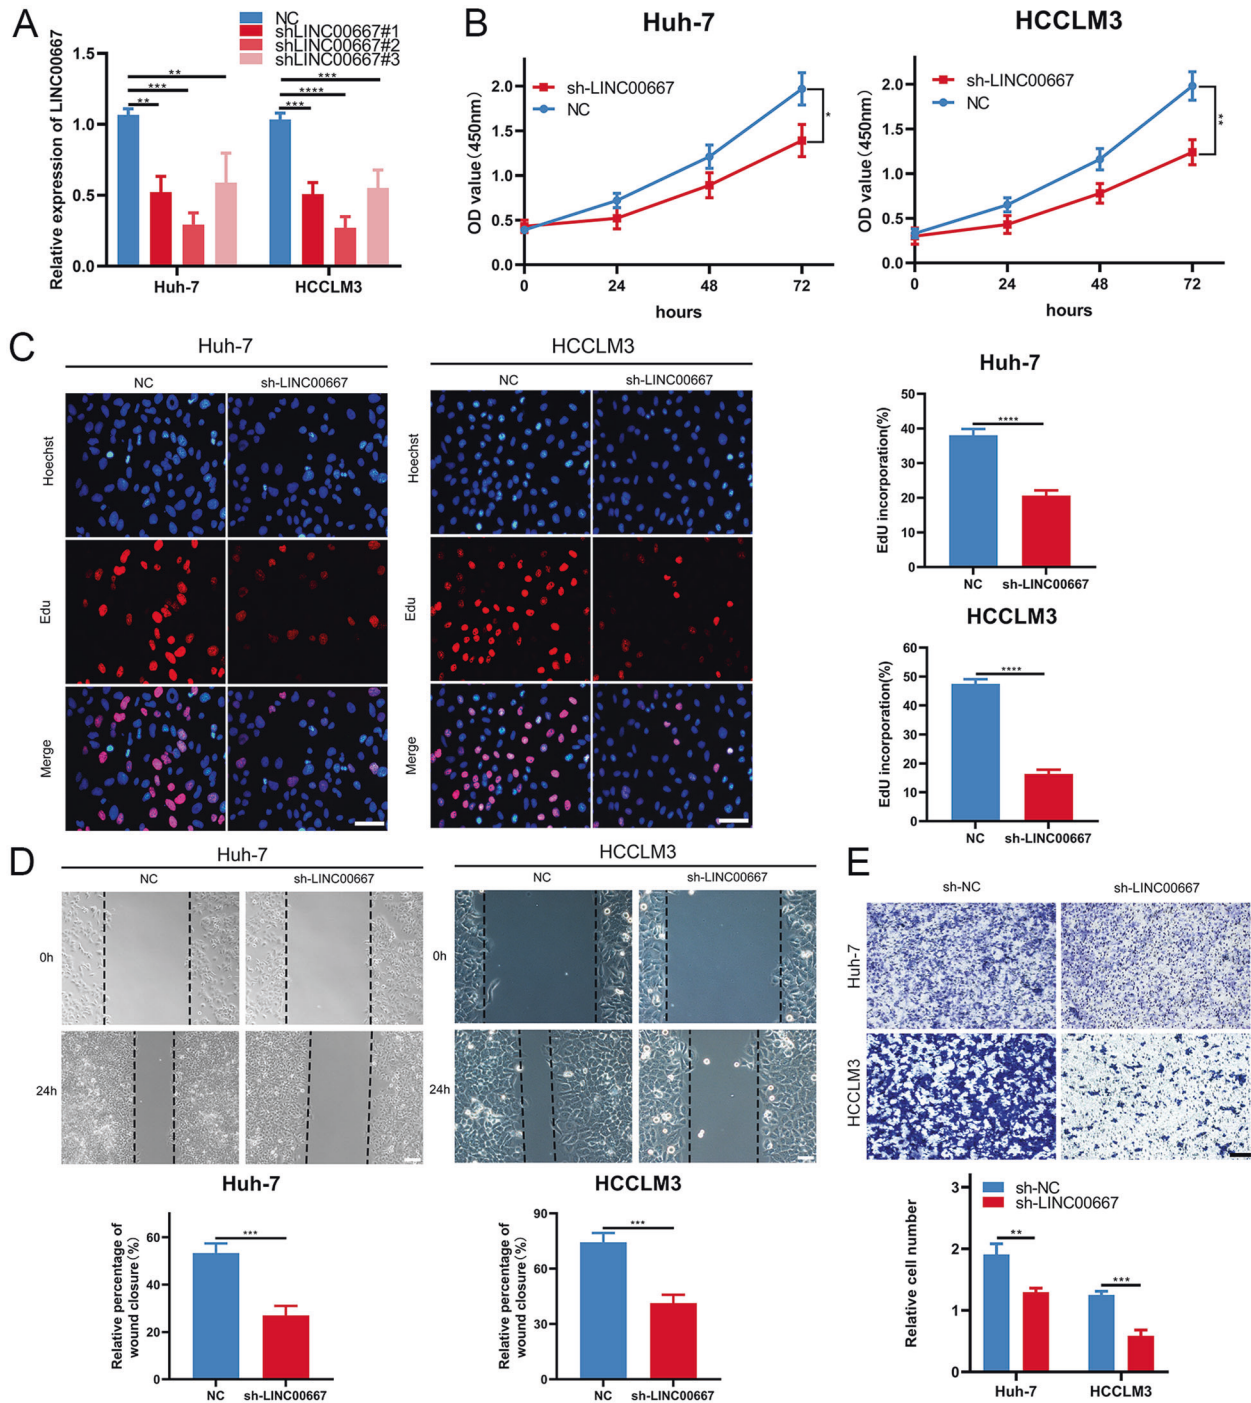 A
NC
shLINC00667#1
shLINC00667#2
shLINC00667#3
Relative expression of LINC00667
1.5
1.0
0.5
0.0
**
***
**
***
****
***
Huh-7
HCCLM3
B
Huh-7
sh-LINC00667
NC
OD value (450nm)
2.0
1.5
1.0
0.5
0.0
*
0
24
48
72
hours
HCCLM3
sh-LINC00667
NC
OD value (450nm)
2.0
1.5
1.0
0.5
0.0
**
0
24
48
72
hours
C
Huh-7
NC
sh-LINC00667
Hoechst
Edu
Merge
HCCLM3
NC
sh-LINC00667
Hoechst
Edu
Merge
Huh-7
EdU incorporation(%)
50
40
30
20
10
0
****
NC
sh-LINC00667
HCCLM3
EdU incorporation(%)
60
50
40
30
20
10
0
****
NC
sh-LINC00667
D
Huh-7
NC
sh-LINC00667
0h
24h
HCCLM3
NC
sh-LINC00667
0h
24h
Huh-7
Relative percentage of
wound closure(%)
60
40
20
0
***
NC
sh-LINC00667
HCCLM3
Relative percentage of
wound closure(%)
90
60
30
0
***
NC
sh-LINC00667
E
sh-NC
sh-LINC00667
Huh-7
HCCLM3
sh-NC
sh-LINC00667
Relative cell number
3
2
1
0
**
***
Huh-7
HCCLM3